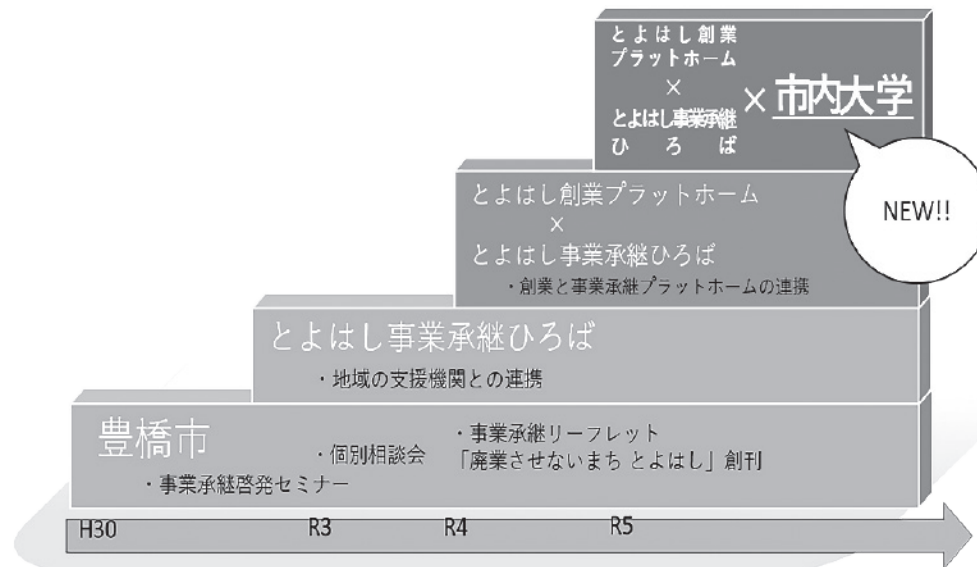 とよはし創業
プラットホーム
×
とよはし事業承継
ひろば
× 市内大学
NEW!!
とよはし創業プラットホーム
×
とよはし事業承継ひろば
・創業と事業承継プラットホームの連携
とよはし事業承継ひろば
・地域の支援機関との連携
豊橋市
・事業承継啓発セミナー
・個別相談会
・事業承継リーフレット
「廃業させないまち とよはし」創刊
H30 R3 R4 R5